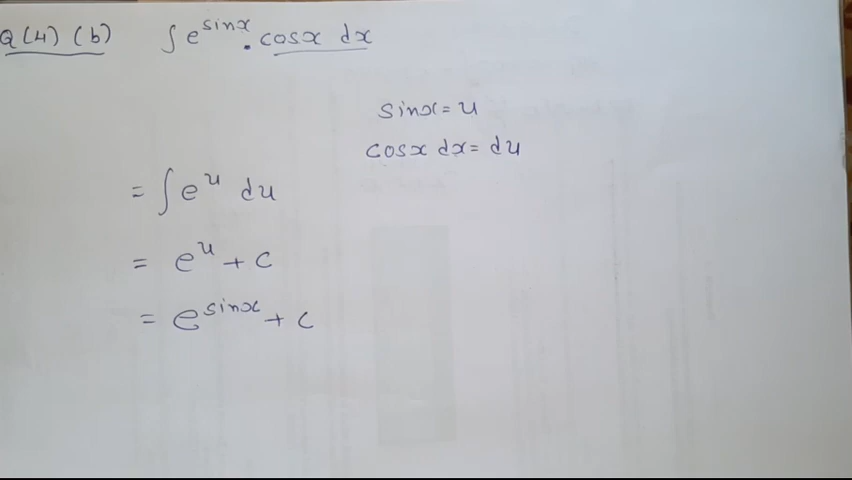 Q(4) (b) ∫ e^sinx . cosx dx
sinx = u
cosx dx = du
= ∫ e^u du
= e^u + c
= e^sinx + c